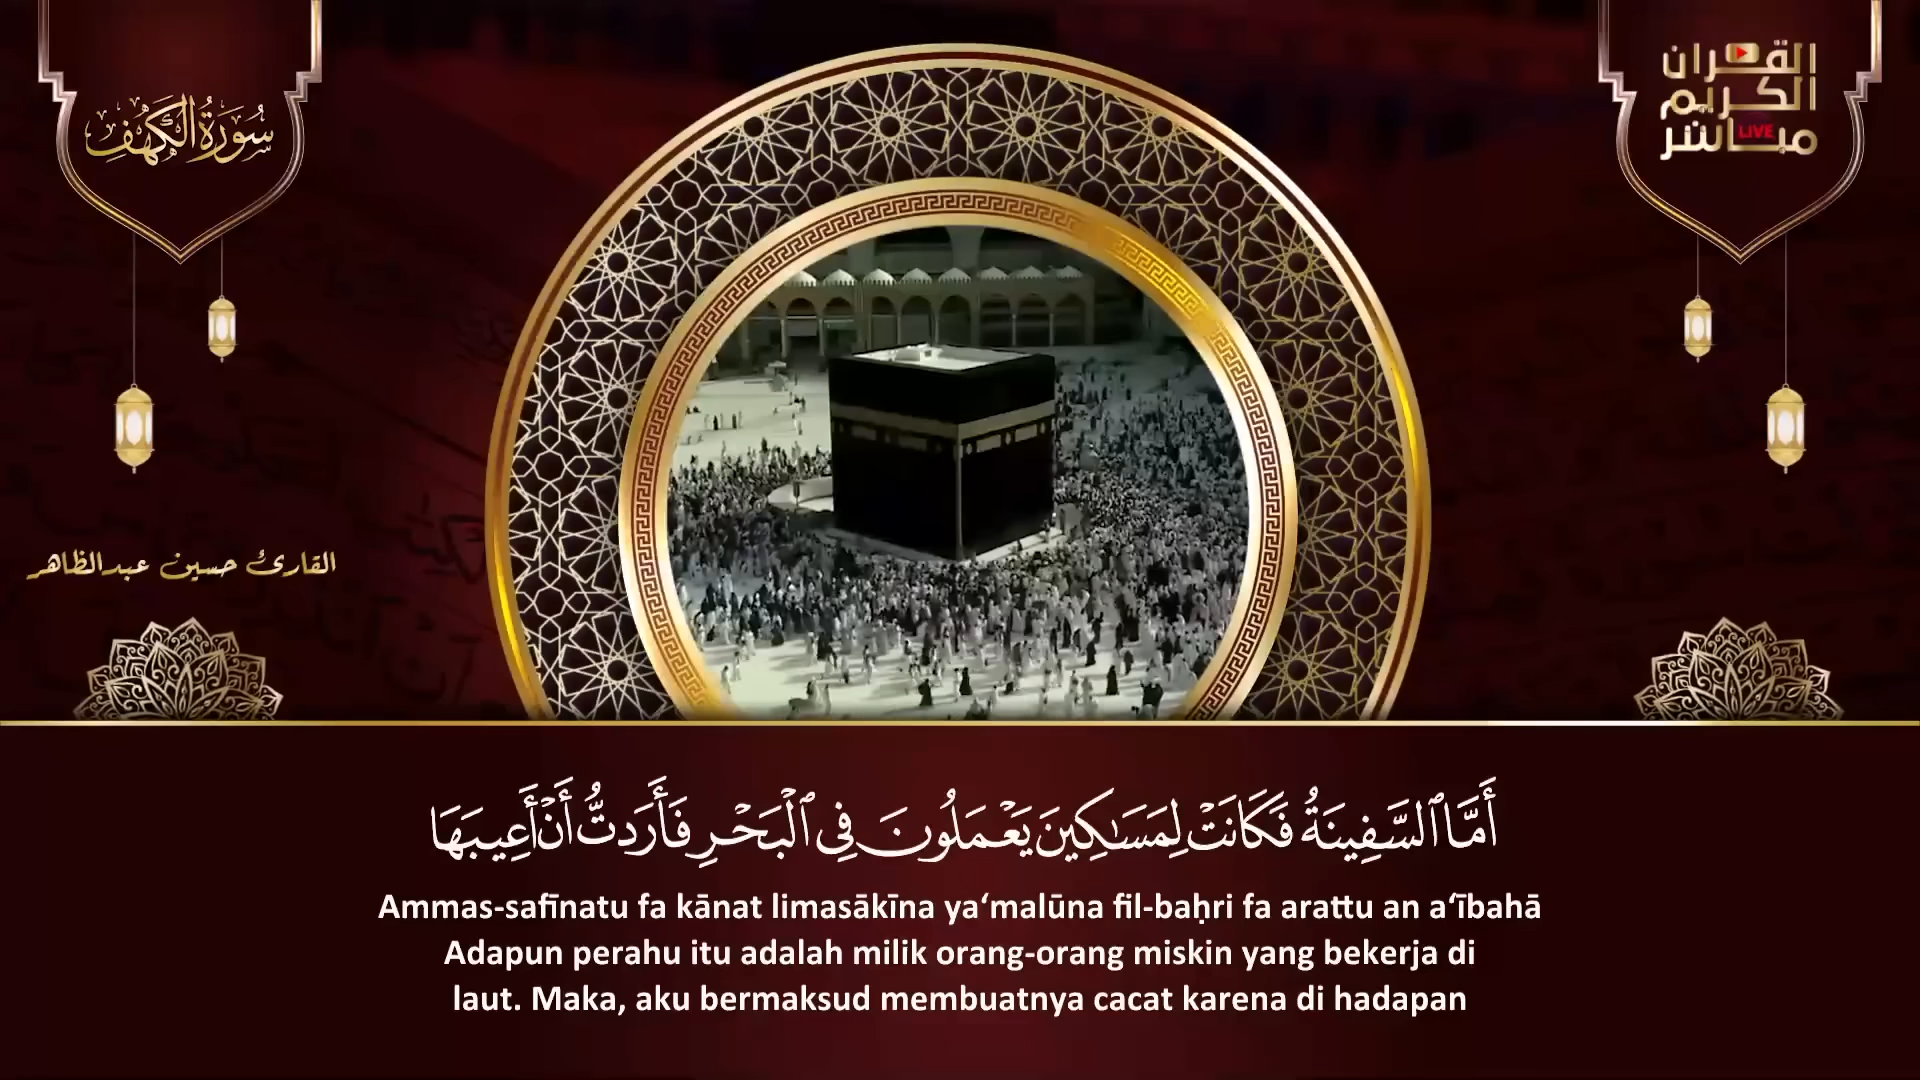 سُورَةُ الكَهْفِ
القرآن
الكريم
مباشر LIVE
القارئ حسين عبدالظاهر
أَمَّا ٱلسَّفِينَةُ فَكَانَتْ لِمَسَٰكِينَ يَعْمَلُونَ فِى ٱلْبَحْرِ فَأَرَدتُّ أَنْ أَعِيبَهَا
Ammas-safīnatu fa kānat limasākīna ya‘malūna fil-baḥri fa arattu an a‘ībahā
Adapun perahu itu adalah milik orang-orang miskin yang bekerja di
laut. Maka, aku bermaksud membuatnya cacat karena di hadapan